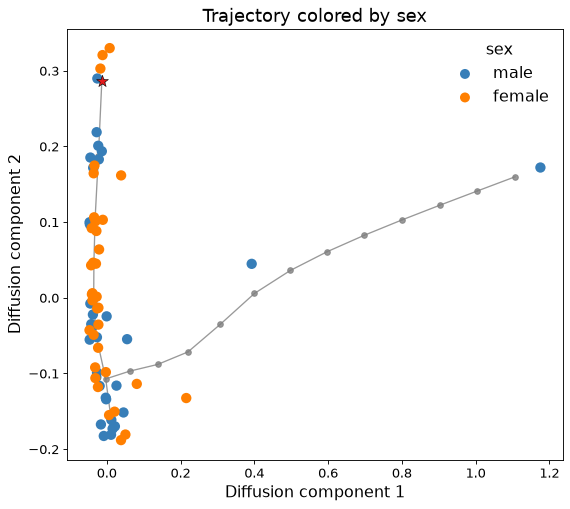 Trajectory colored by sex
sex
male
female
0.3
0.2
0.1
0.0
−0.1
−0.2
0.0
0.2
0.4
0.6
0.8
1.0
1.2
Diffusion component 2
Diffusion component 1